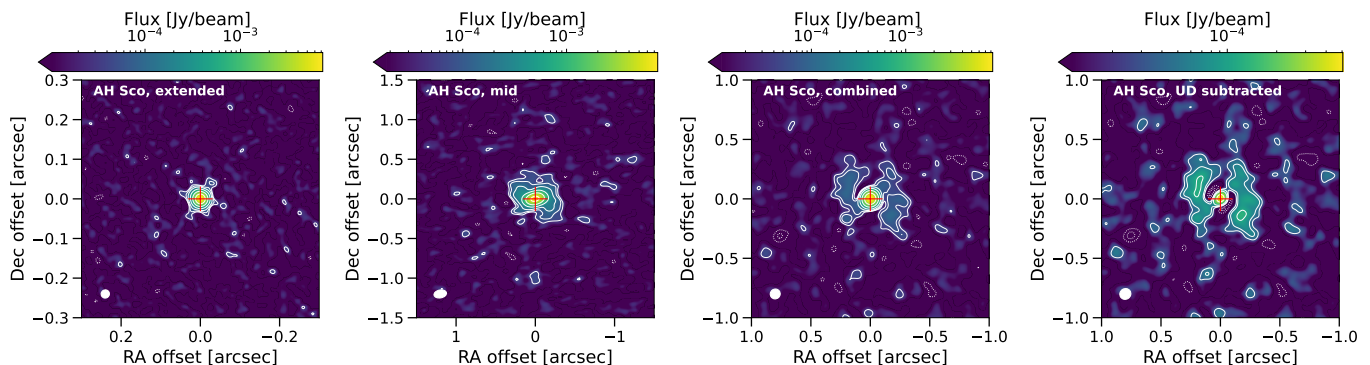 Flux [Jy/beam]
10⁻⁴ 10⁻³
AH Sco, extended
0.3
0.2
0.1
0.0
−0.1
−0.2
−0.3
Dec offset [arcsec]
0.2 0.0 −0.2
RA offset [arcsec]
Flux [Jy/beam]
10⁻⁴ 10⁻³
AH Sco, mid
1.5
1.0
0.5
0.0
−0.5
−1.0
−1.5
Dec offset [arcsec]
1 0 −1
RA offset [arcsec]
Flux [Jy/beam]
10⁻⁴ 10⁻³
AH Sco, combined
1.0
0.5
0.0
−0.5
−1.0
Dec offset [arcsec]
1.0 0.5 0.0 −0.5 −1.0
RA offset [arcsec]
Flux [Jy/beam]
10⁻⁴
AH Sco, UD subtracted
1.0
0.5
0.0
−0.5
−1.0
Dec offset [arcsec]
1.0 0.5 0.0 −0.5 −1.0
RA offset [arcsec]